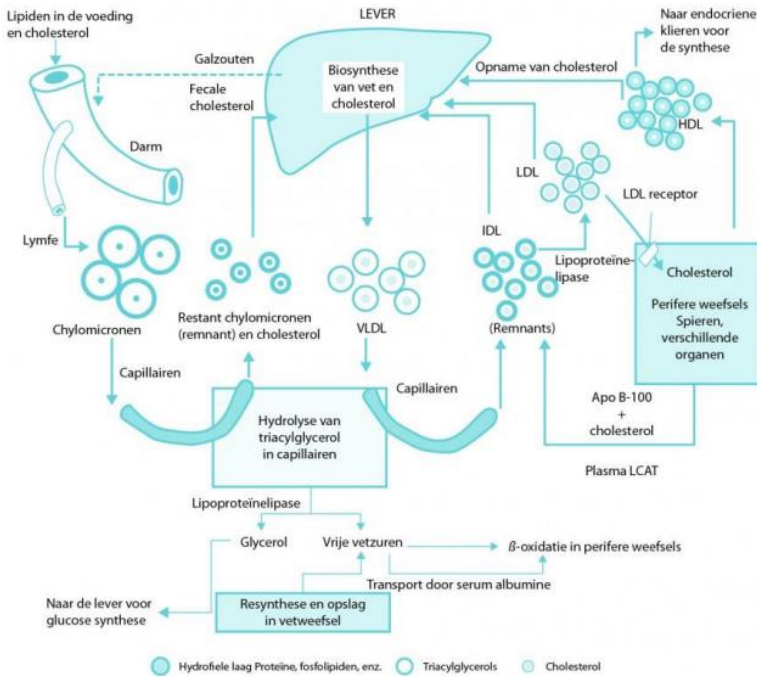 Lipiden in de voeding
en cholesterol
LEVER
Naar endocriene
klieren voor
de synthese
Galzouten
Fecale
cholesterol
Biosynthese
van vet en
cholesterol
Opname van cholesterol
HDL
Darm
LDL
LDL receptor
Lymfe
IDL
Lipoproteïne-
lipase
Cholesterol
Perifere weefsels
Spieren,
verschillende
organen
Chylomicronen
Restant chylomicronen
(remnant) en cholesterol
VLDL
(Remnants)
Capillairen
Capillairen
Hydrolyse van
triacylglycerol
in capillairen
Apo B-100
+
cholesterol
Plasma LCAT
Lipoproteïnelipase
Glycerol
Vrije vetzuren
ß-oxidatie in perifere weefsels
Transport door serum albumine
Naar de lever voor
glucose synthese
Resynthese en opslag
in vetweefsel
Hydrofiele laag Proteïne, fosfolipiden, enz.
Triacylglycerols
Cholesterol